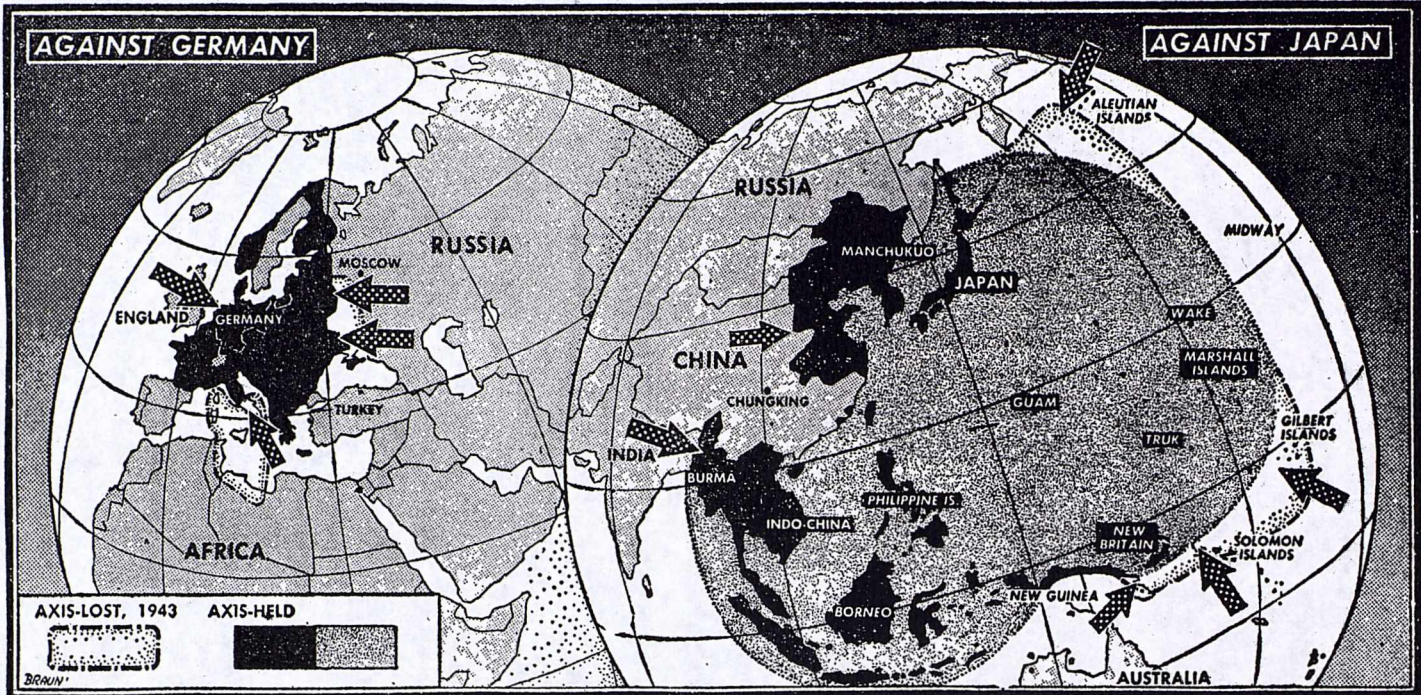 AGAINST GERMANY
AGAINST JAPAN
ALEUTIAN
ISLANDS
RUSSIA
RUSSIA
MIDWAY
MOSCOW
MANCHUKUO
JAPAN
ENGLAND
GERMANY
WAKE
CHINA
MARSHALL
ISLANDS
CHUNGKING
GUAM
TURKEY
GILBERT
ISLANDS
TRUK
INDIA
BURMA
PHILIPPINE IS.
INDO-CHINA
NEW
BRITAIN
SOLOMON
ISLANDS
AFRICA
NEW GUINEA
BORNEO
AUSTRALIA
AXIS-LOST, 1943
AXIS-HELD
BRAUN